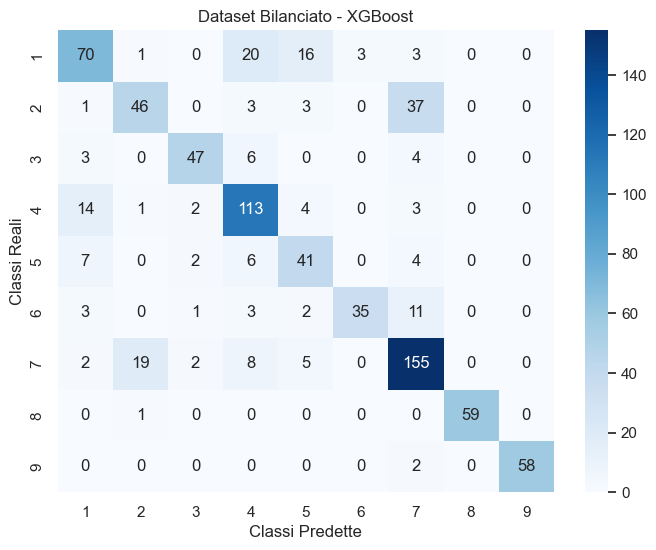 Dataset Bilanciato - XGBoost
1 70 1 0 20 16 3 3 0 0
2 1 46 0 3 3 0 37 0 0
3 3 0 47 6 0 0 4 0 0
4 14 1 2 113 4 0 3 0 0
5 7 0 2 6 41 0 4 0 0
6 3 0 1 3 2 35 11 0 0
7 2 19 2 8 5 0 155 0 0
8 0 1 0 0 0 0 0 59 0
9 0 0 0 0 0 0 2 0 58
1 2 3 4 5 6 7 8 9
Classi Predette
Classi Reali
140
120
100
80
60
40
20
0